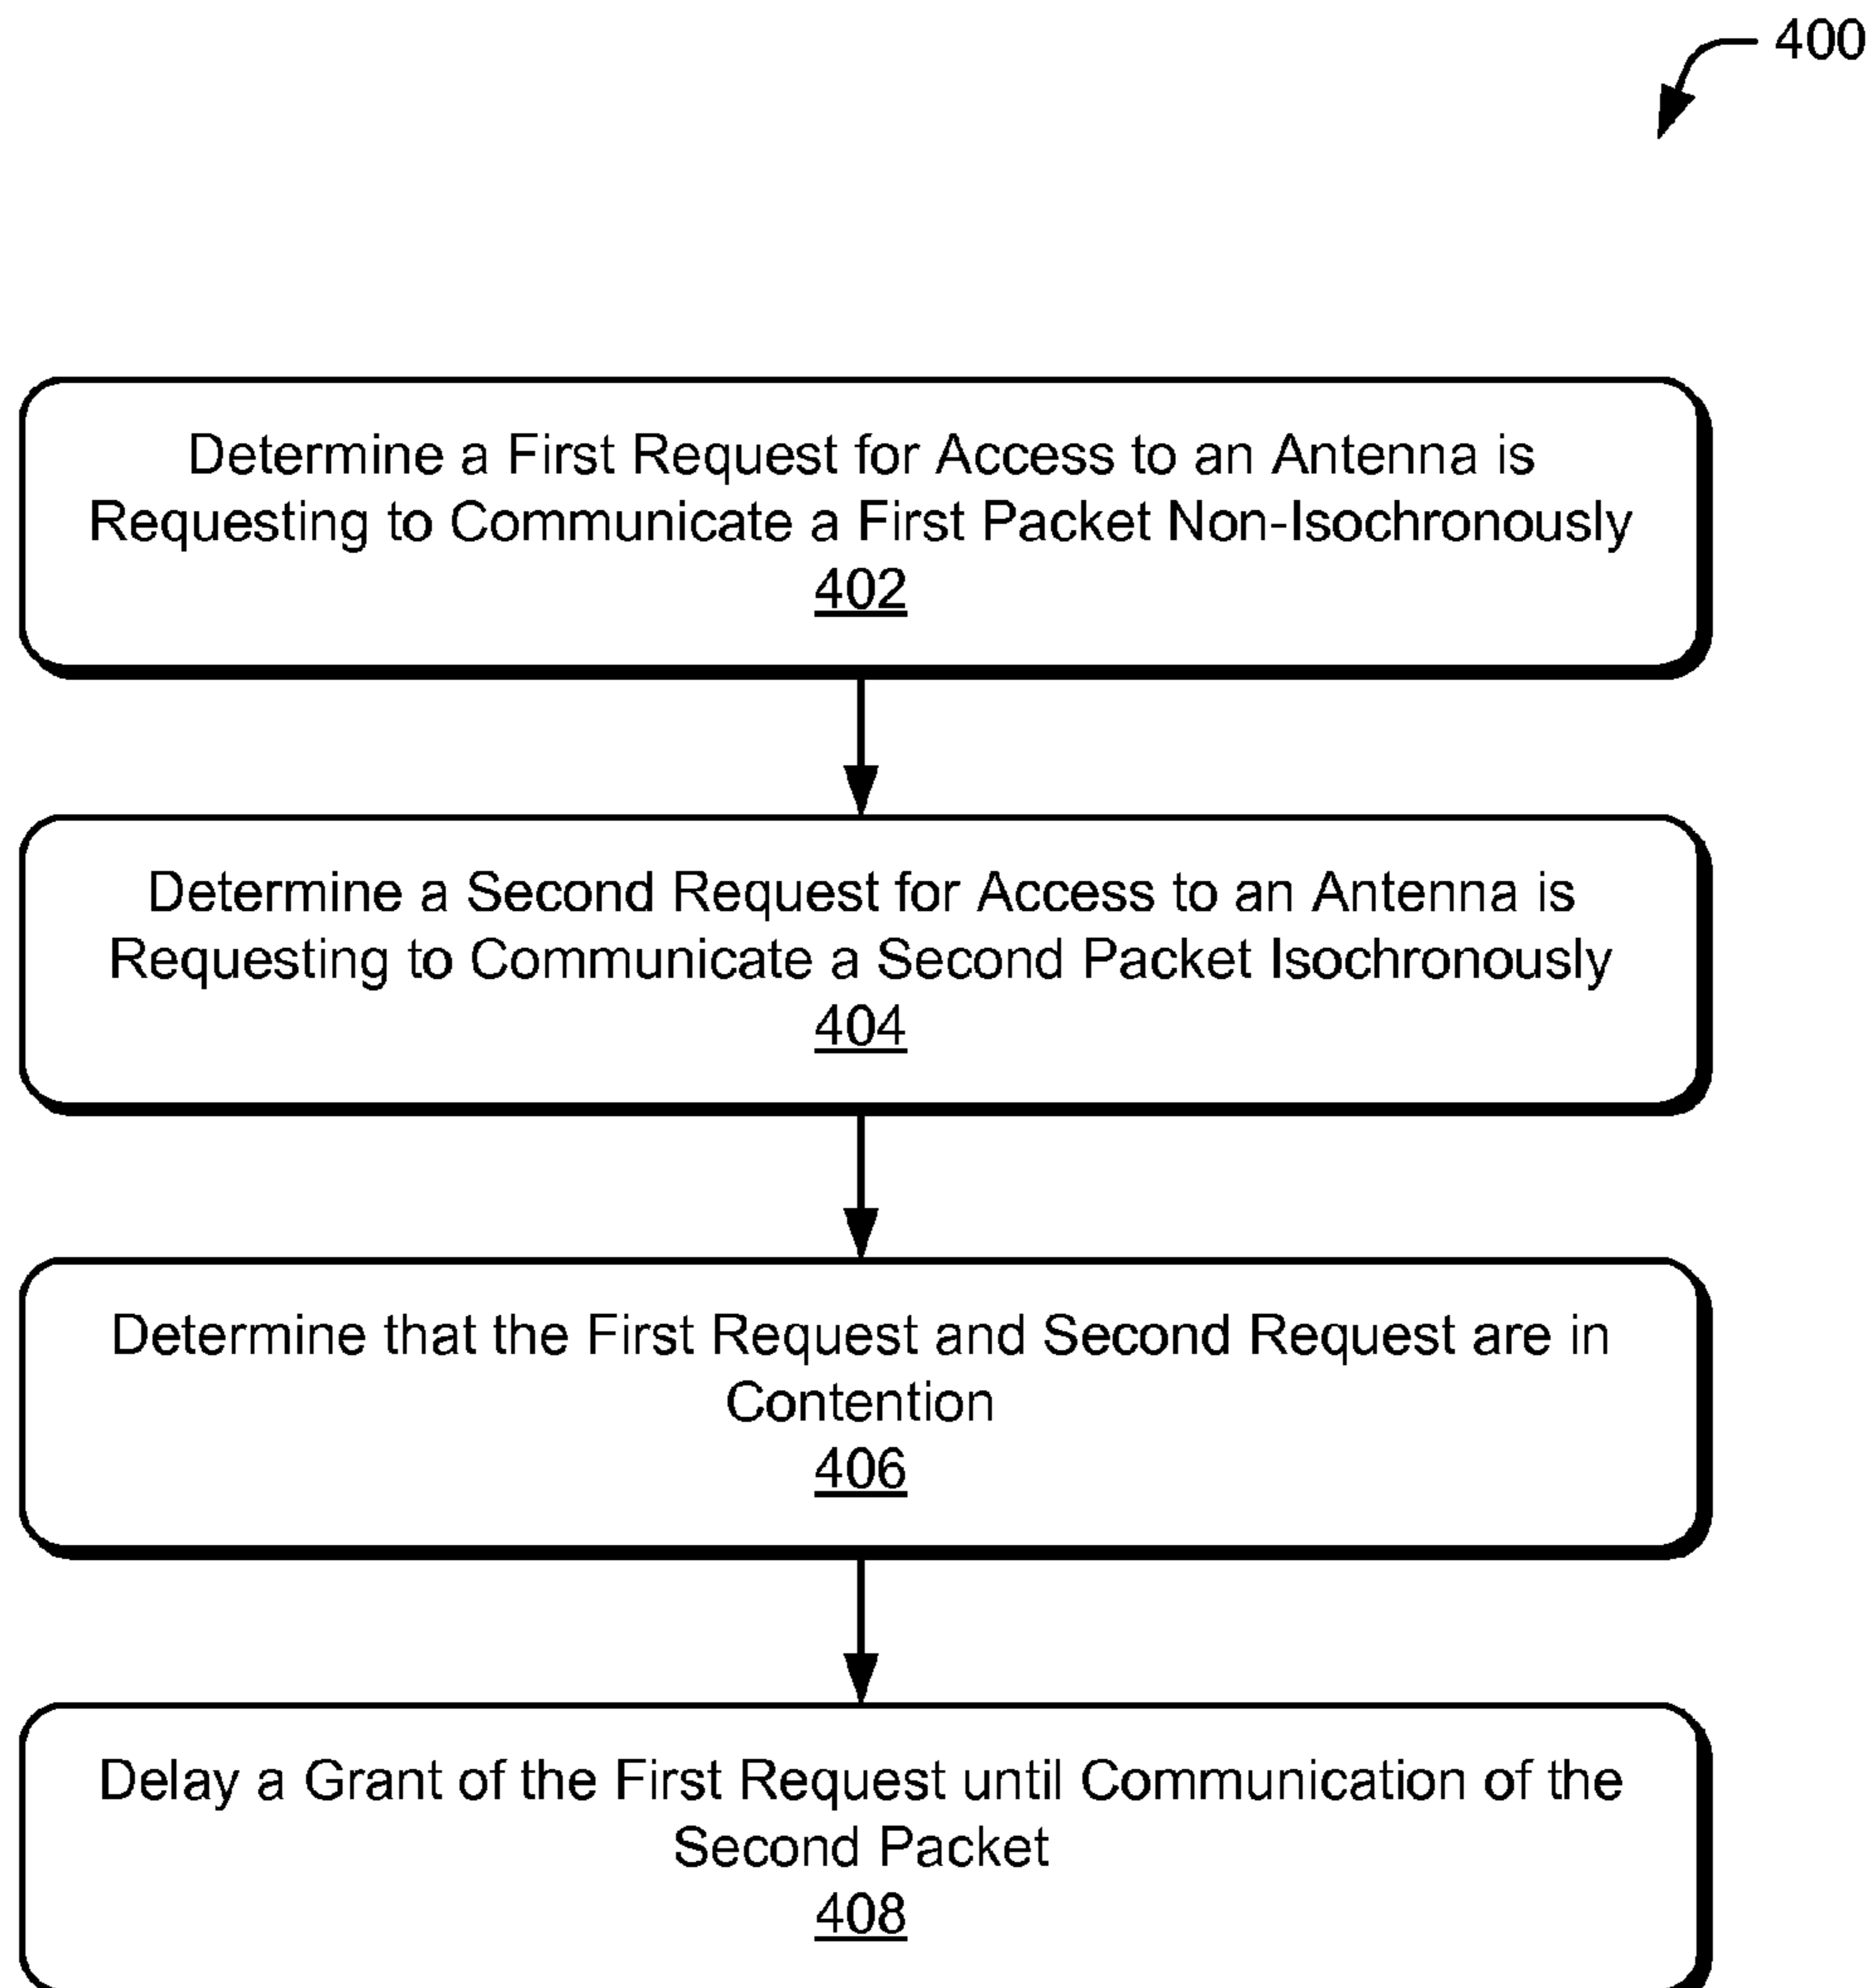 400
Determine a First Request for Access to an Antenna is
Requesting to Communicate a First Packet Non-Isochronously
402
Determine a Second Request for Access to an Antenna is
Requesting to Communicate a Second Packet Isochronously
404
Determine that the First Request and Second Request are in
Contention
406
Delay a Grant of the First Request until Communication of the
Second Packet
408